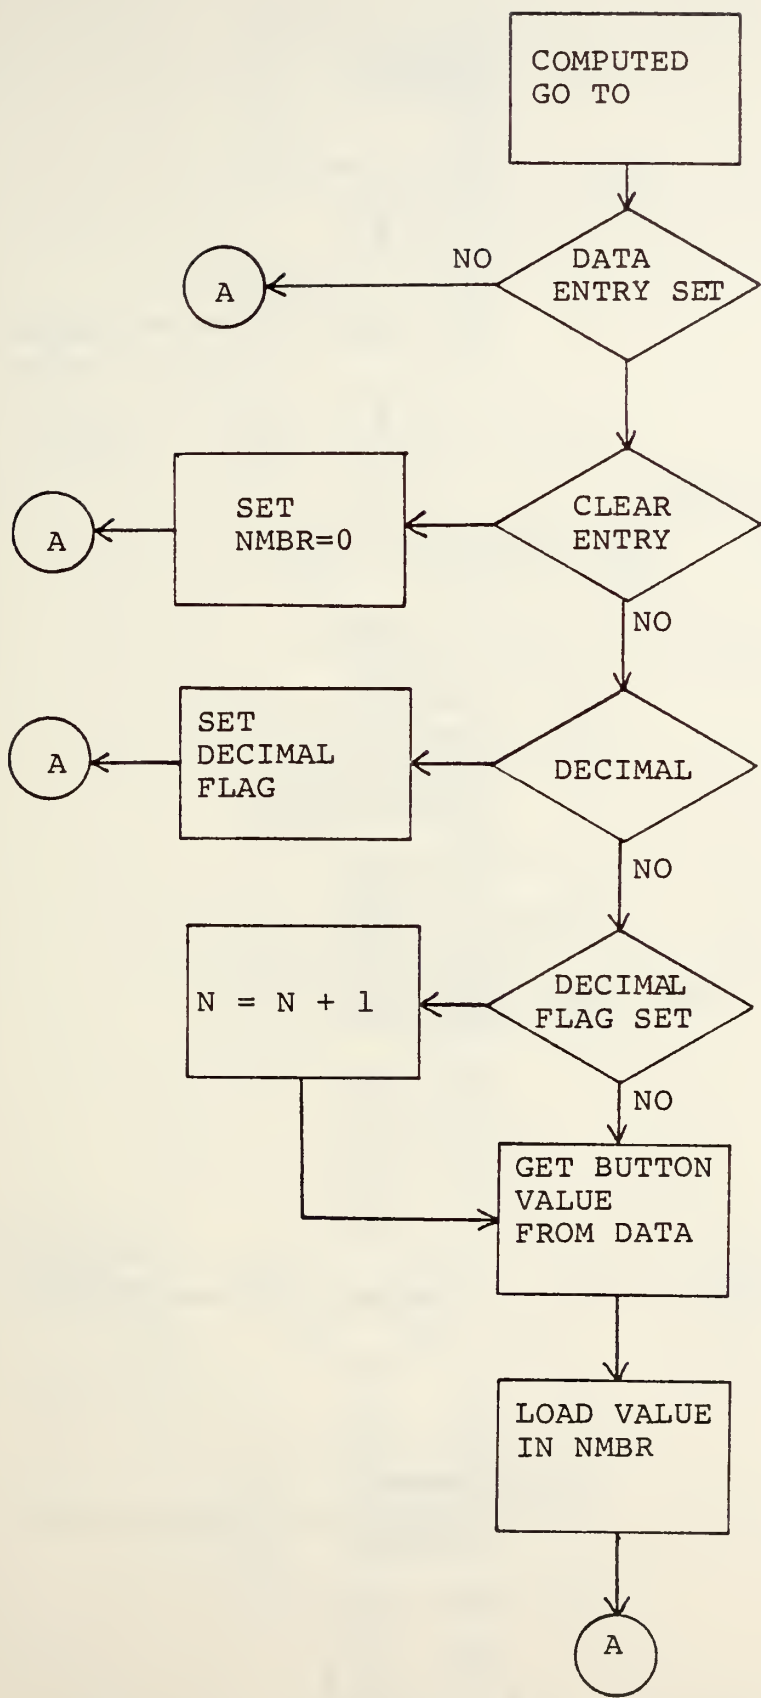 COMPUTED
GO TO
NO
DATA
ENTRY SET
A
CLEAR
ENTRY
SET
NMBR=0
A
NO
DECIMAL
SET
DECIMAL
FLAG
A
NO
DECIMAL
FLAG SET
N = N + 1
NO
GET BUTTON
VALUE
FROM DATA
LOAD VALUE
IN NMBR
A